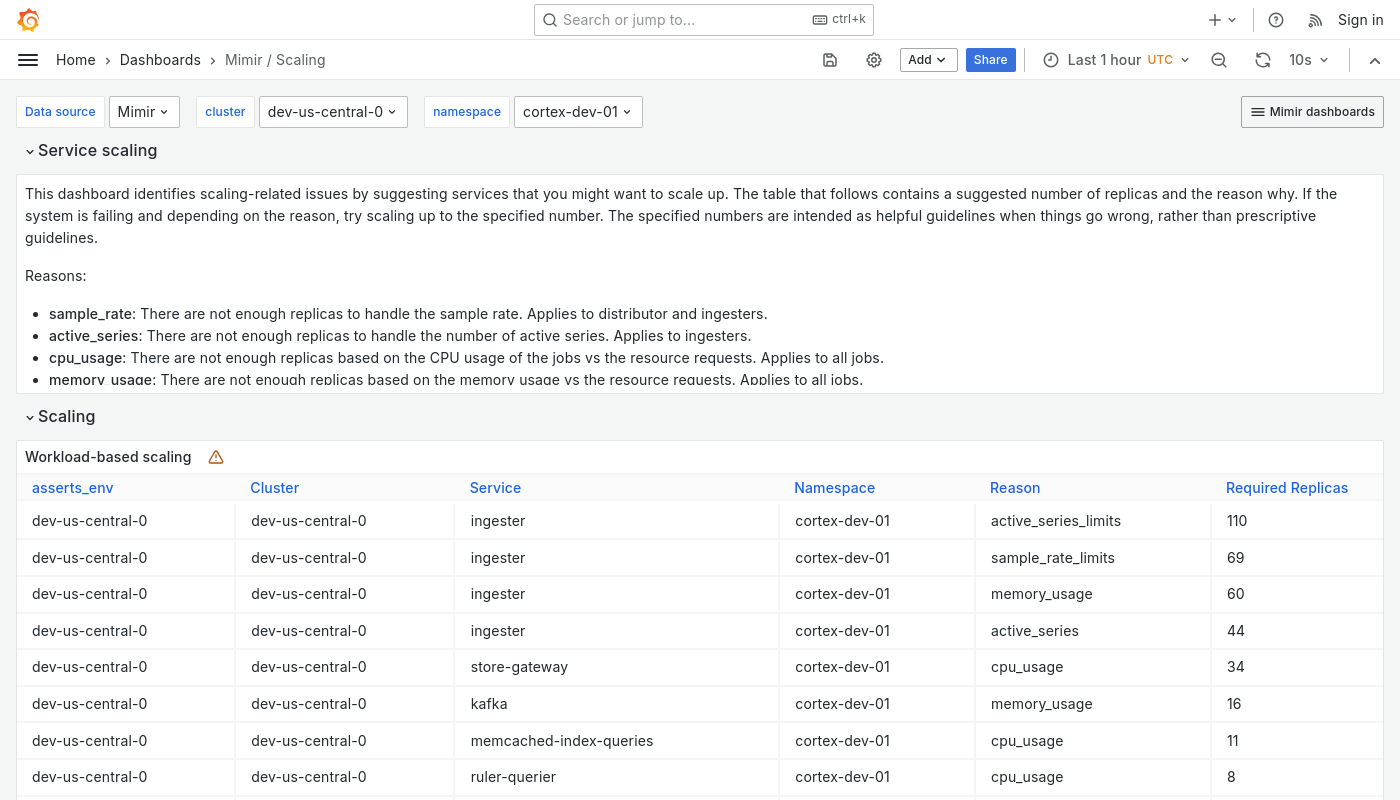 Search or jump to...
ctrl+k
Sign in
Home
Dashboards
Mimir / Scaling
Add
Share
Last 1 hour UTC
10s
Data source
Mimir
cluster
dev-us-central-0
namespace
cortex-dev-01
Mimir dashboards
Service scaling
This dashboard identifies scaling-related issues by suggesting services that you might want to scale up. The table that follows contains a suggested number of replicas and the reason why. If the
system is failing and depending on the reason, try scaling up to the specified number. The specified numbers are intended as helpful guidelines when things go wrong, rather than prescriptive
guidelines.
Reasons:
• sample_rate: There are not enough replicas to handle the sample rate. Applies to distributor and ingesters.
• active_series: There are not enough replicas to handle the number of active series. Applies to ingesters.
• cpu_usage: There are not enough replicas based on the CPU usage of the jobs vs the resource requests. Applies to all jobs.
• memory_usage: There are not enough replicas based on the memory usage vs the resource requests. Applies to all jobs.
Scaling
Workload-based scaling
asserts_env Cluster Service Namespace Reason Required Replicas
dev-us-central-0 dev-us-central-0 ingester cortex-dev-01 active_series_limits 110
dev-us-central-0 dev-us-central-0 ingester cortex-dev-01 sample_rate_limits 69
dev-us-central-0 dev-us-central-0 ingester cortex-dev-01 memory_usage 60
dev-us-central-0 dev-us-central-0 ingester cortex-dev-01 active_series 44
dev-us-central-0 dev-us-central-0 store-gateway cortex-dev-01 cpu_usage 34
dev-us-central-0 dev-us-central-0 kafka cortex-dev-01 memory_usage 16
dev-us-central-0 dev-us-central-0 memcached-index-queries cortex-dev-01 cpu_usage 11
dev-us-central-0 dev-us-central-0 ruler-querier cortex-dev-01 cpu_usage 8